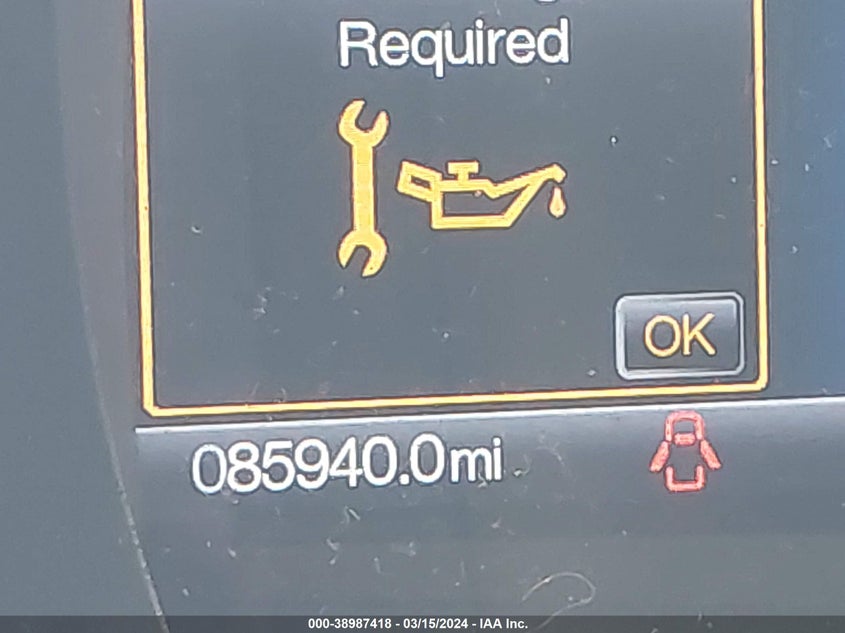 Required
OK
085940.0mi
000-38987418 - 03/15/2024 - IAA Inc.